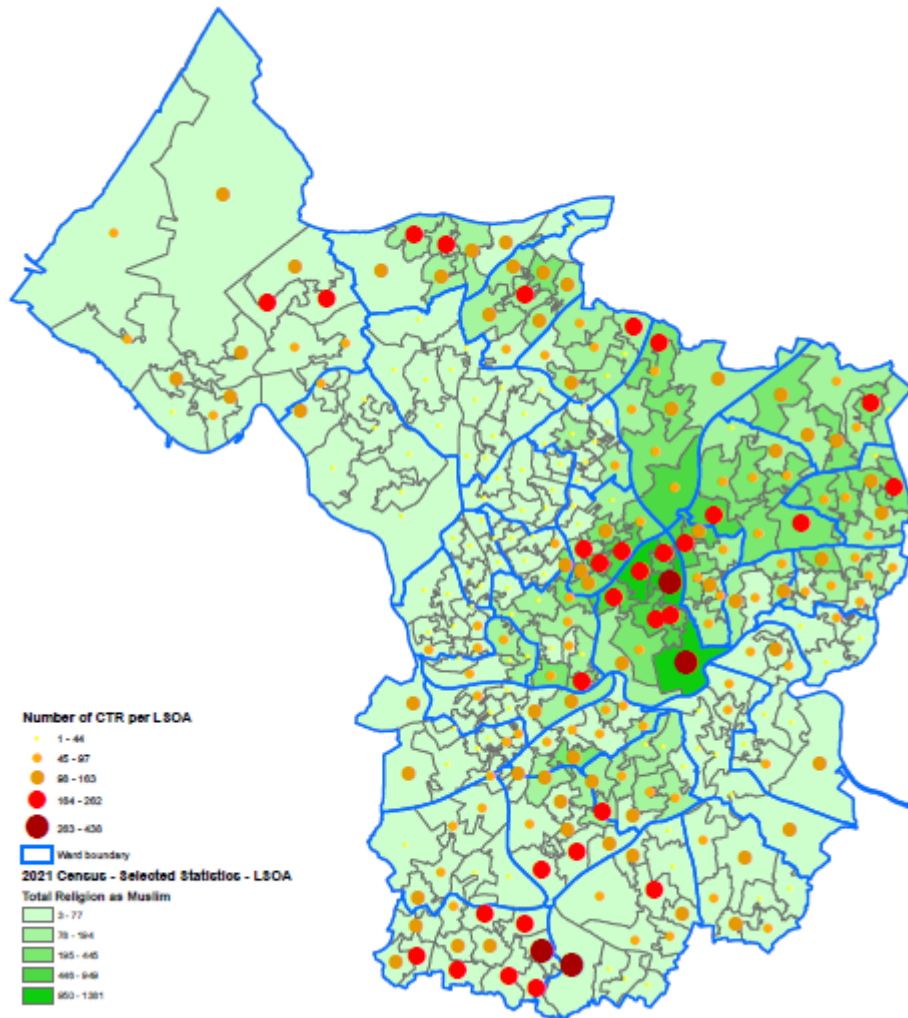 Number of CTR per LSOA
1 - 44
45 - 97
98 - 163
164 - 262
263 - 438
Ward boundary
2021 Census - Selected Statistics - LSOA
Total Religion as Muslim
3 - 77
78 - 194
195 - 445
446 - 949
950 - 1381